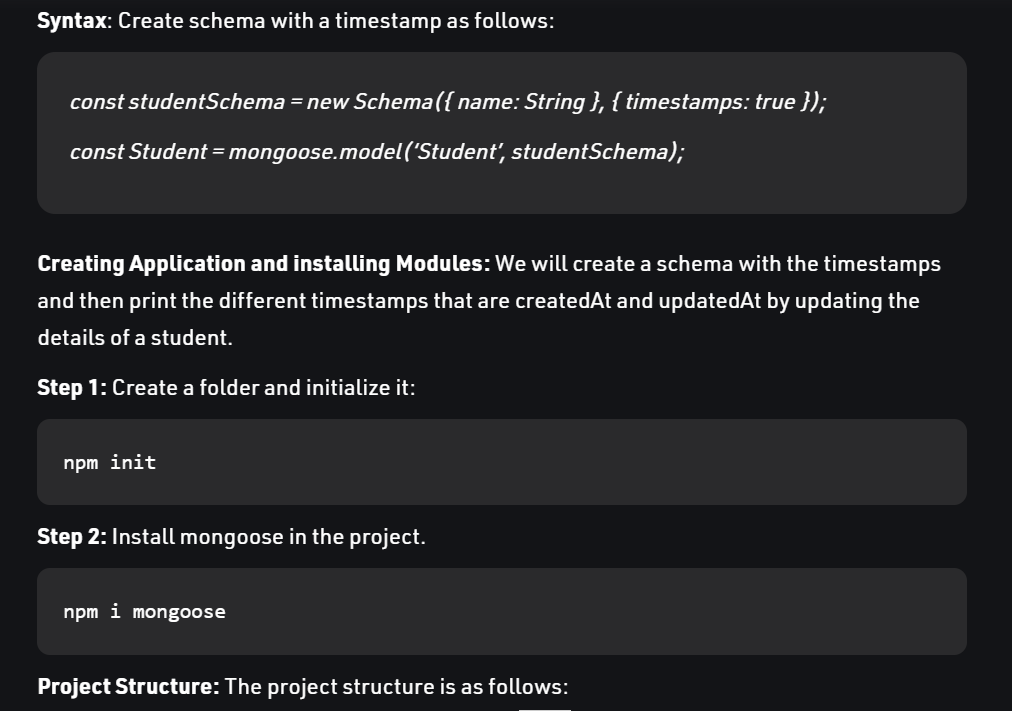 Syntax: Create schema with a timestamp as follows:
const studentSchema = new Schema({ name: String }, { timestamps: true });
const Student = mongoose.model(‘Student’, studentSchema);
Creating Application and installing Modules: We will create a schema with the timestamps
and then print the different timestamps that are createdAt and updatedAt by updating the
details of a student.
Step 1: Create a folder and initialize it:
npm init
Step 2: Install mongoose in the project.
npm i mongoose
Project Structure: The project structure is as follows: